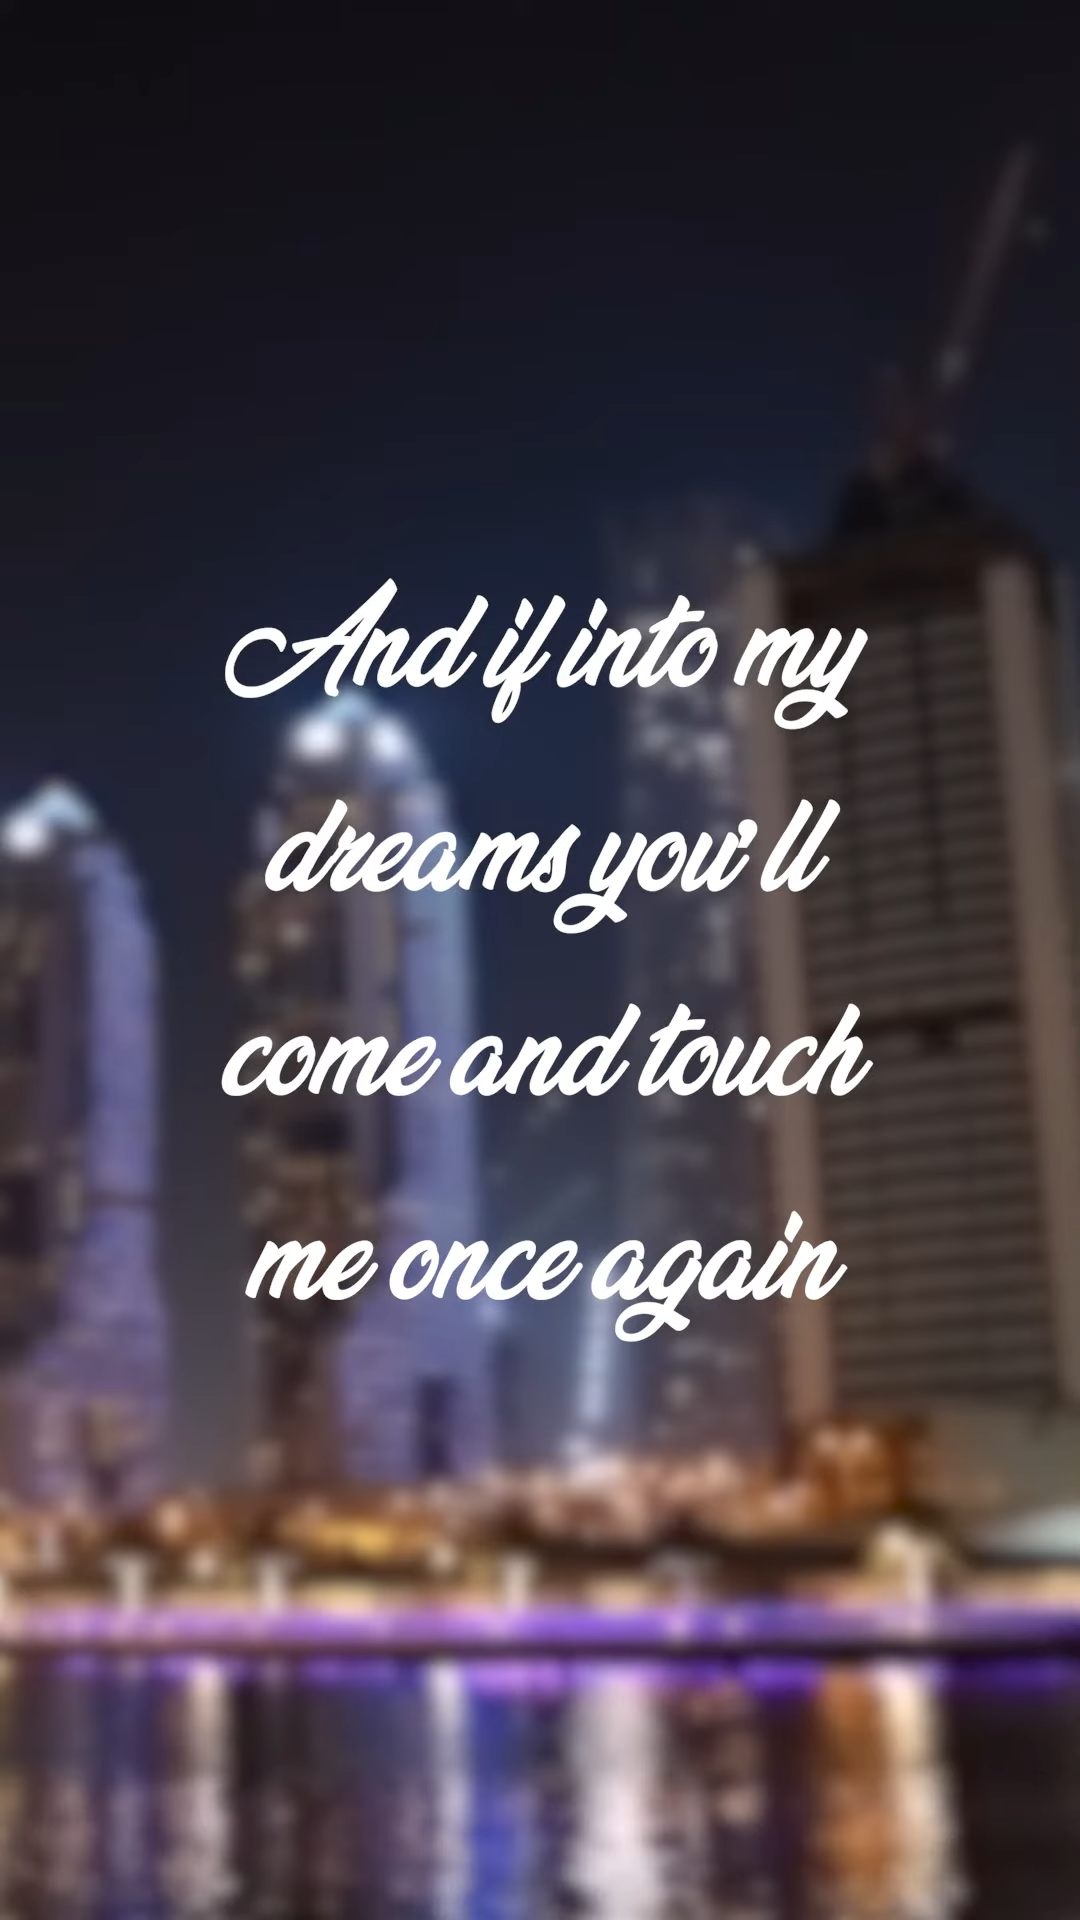 And if into my
dreams you'll
come and touch
me once again